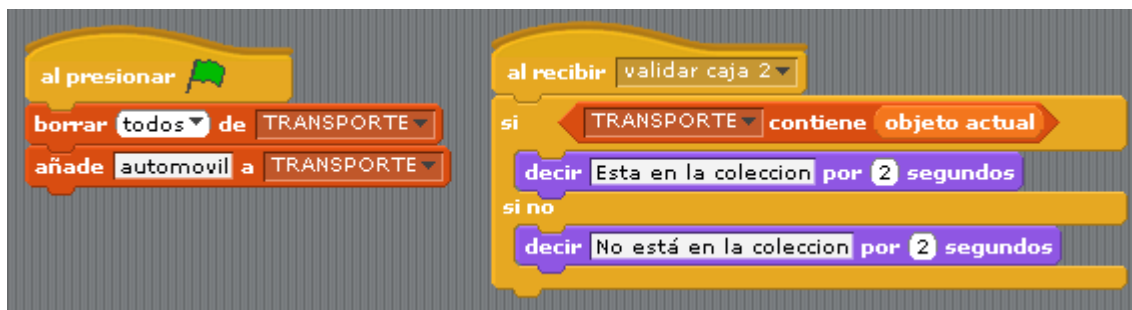 al presionar
borrar todos de TRANSPORTE
añade automovil a TRANSPORTE
al recibir validar caja 2
si TRANSPORTE contiene objeto actual
decir Esta en la coleccion por 2 segundos
si no
decir No está en la coleccion por 2 segundos